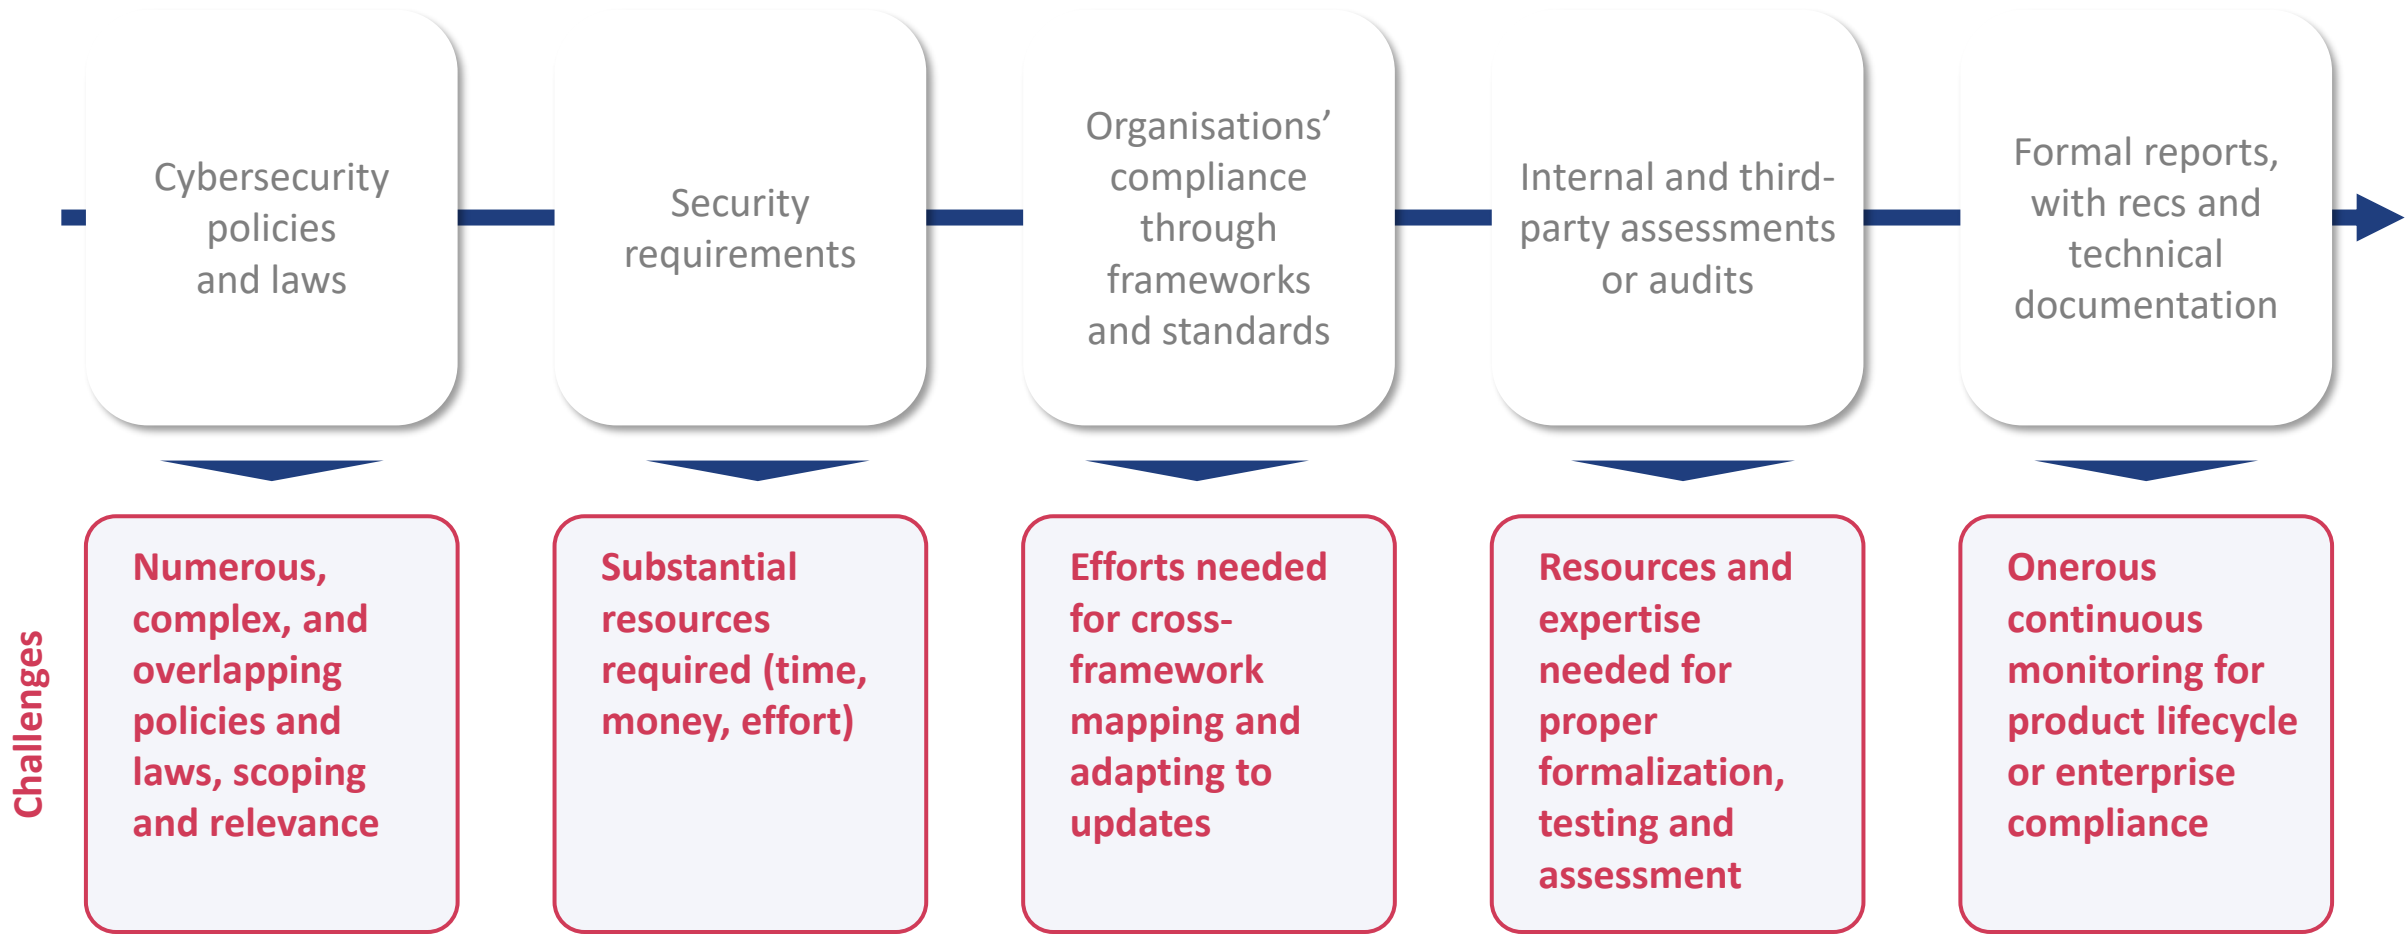 Cybersecurity
policies
and laws
Security
requirements
Organisations’
compliance
through
frameworks
and standards
Internal and third-
party assessments
or audits
Formal reports,
with recs and
technical
documentation
Challenges
Numerous,
complex, and
overlapping
policies and
laws, scoping
and relevance
Substantial
resources
required (time,
money, effort)
Efforts needed
for cross-
framework
mapping and
adapting to
updates
Resources and
expertise
needed for
proper
formalization,
testing and
assessment
Onerous
continuous
monitoring for
product lifecycle
or enterprise
compliance